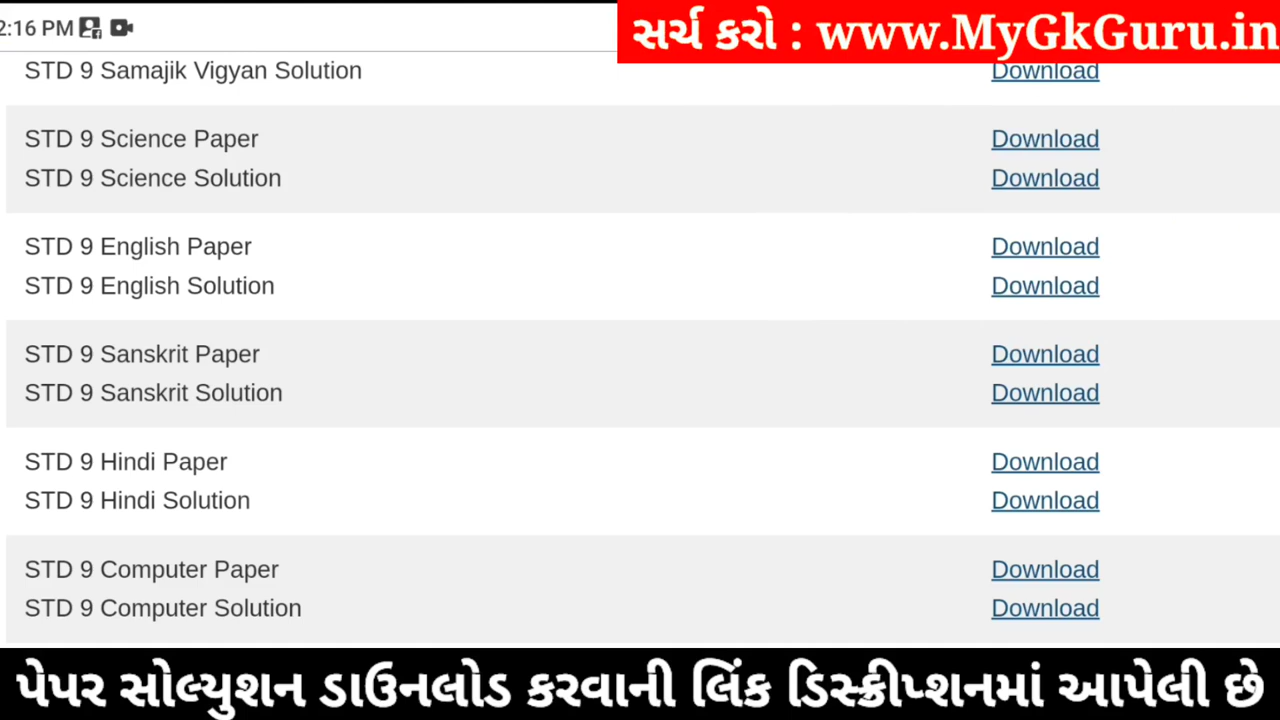 2:16 PM
સર્ચ કરો : www.MyGkGuru.in
STD 9 Samajik Vigyan Solution Download
STD 9 Science Paper Download
STD 9 Science Solution Download
STD 9 English Paper Download
STD 9 English Solution Download
STD 9 Sanskrit Paper Download
STD 9 Sanskrit Solution Download
STD 9 Hindi Paper Download
STD 9 Hindi Solution Download
STD 9 Computer Paper Download
STD 9 Computer Solution Download
પેપર સોલ્યુશન ડાઉનલોડ કરવાની લિંક ડિસ્ક્રીપ્શનમાં આપેલી છે